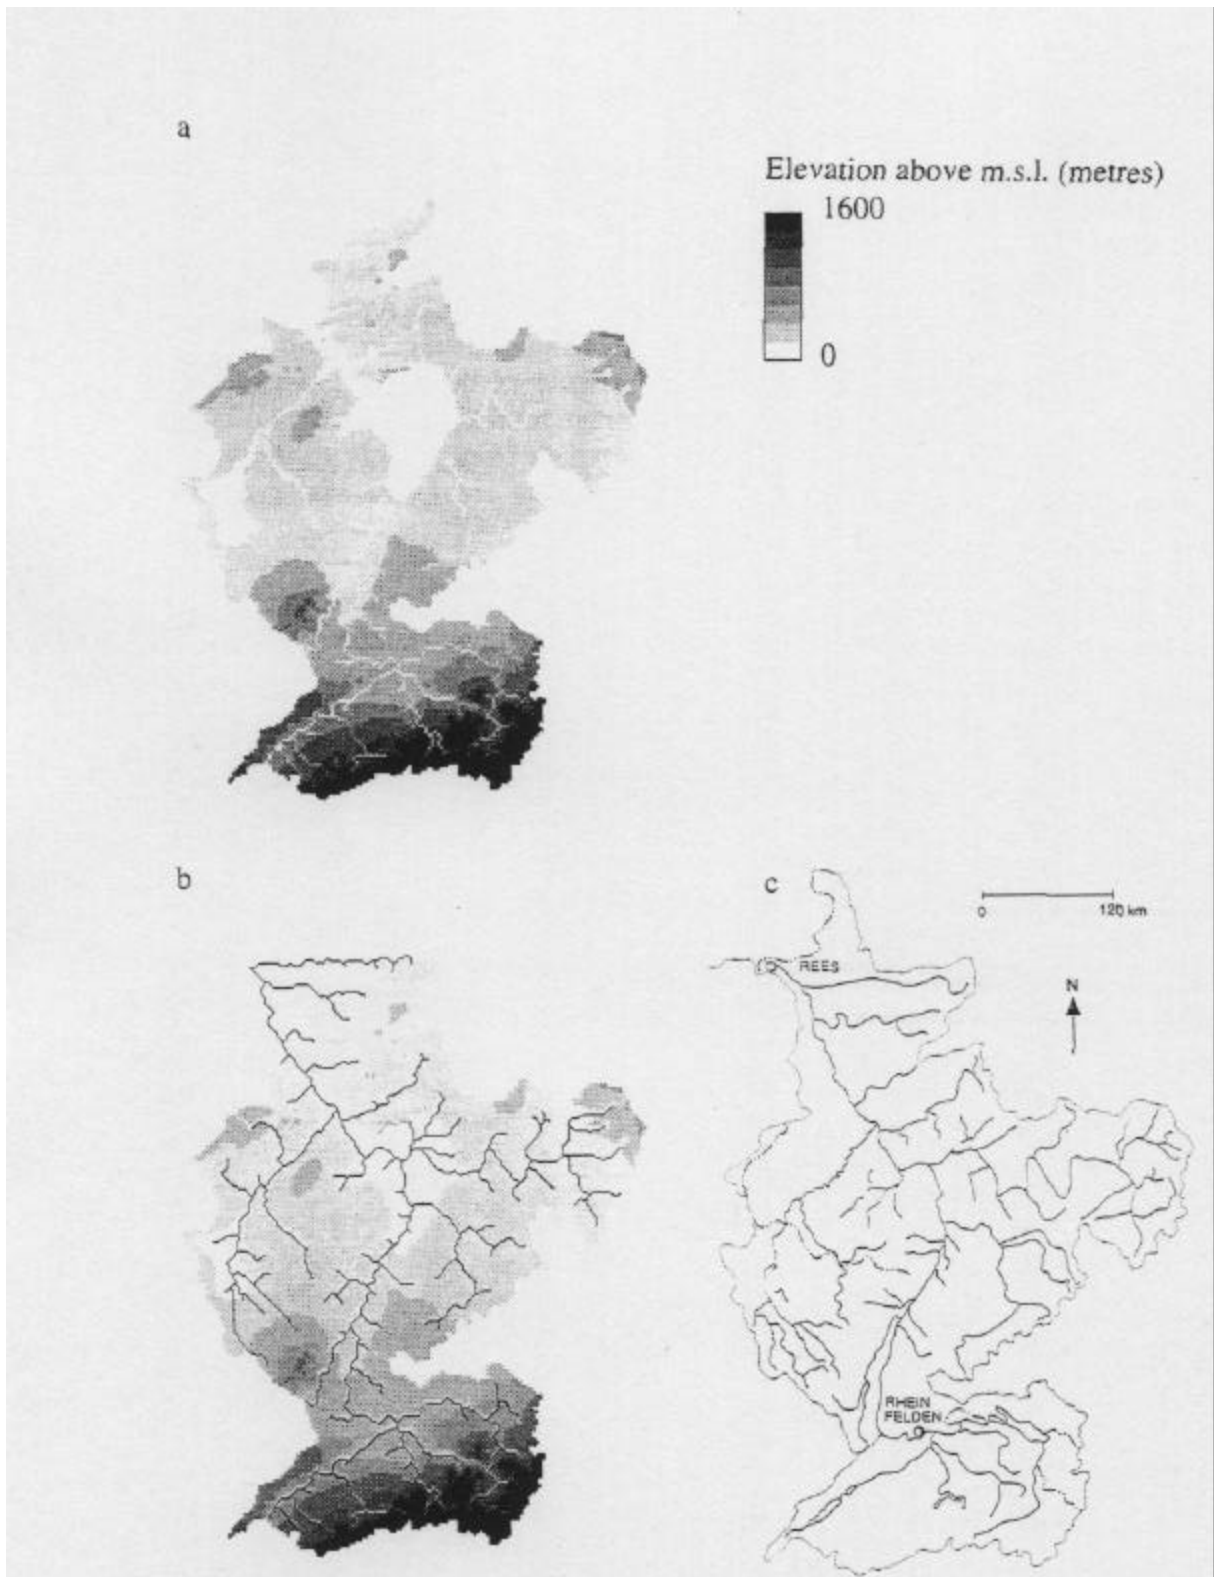 a
Elevation above m.s.l. (metres)
1600
0
b
c
0
120 km
REES
N
RHEIN
FELDEN